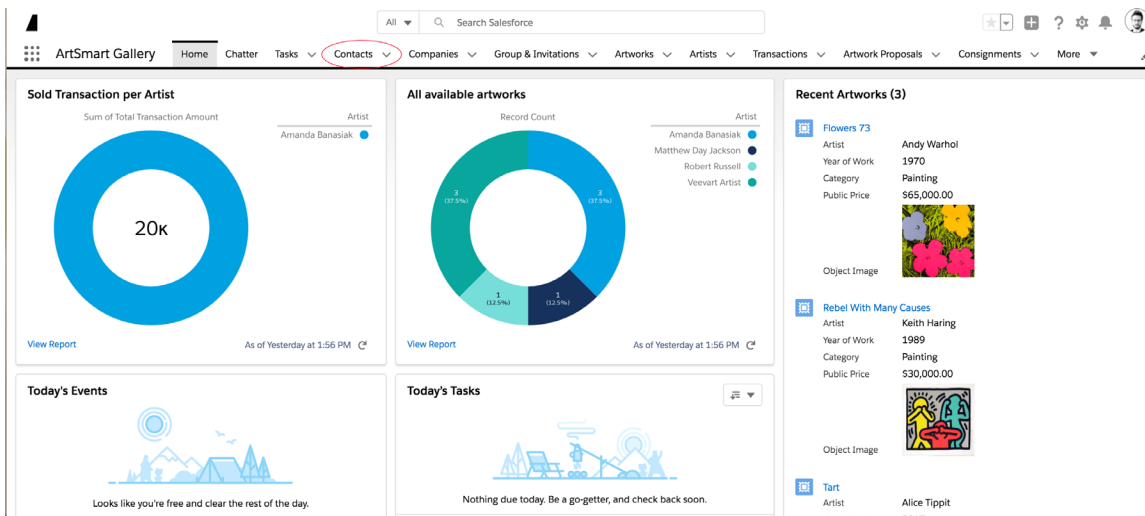 All
Search Salesforce
ArtSmart Gallery Home Chatter Tasks Contacts Companies Group & Invitations Artworks Artists Transactions Artwork Proposals Consignments More
Sold Transaction per Artist
Sum of Total Transaction Amount
Artist
Amanda Banasiak
20K
View Report
As of Yesterday at 1:56 PM
All available artworks
Record Count
Artist
Amanda Banasiak
Matthew Day Jackson
Robert Russell
Veevart Artist
3
(37.5%)
3
(37.5%)
1
(12.5%)
1
(12.5%)
View Report
As of Yesterday at 1:56 PM
Recent Artworks (3)
Flowers 73
Artist Andy Warhol
Year of Work 1970
Category Painting
Public Price $65,000.00
Object Image
Rebel With Many Causes
Artist Keith Haring
Year of Work 1989
Category Painting
Public Price $30,000.00
Object Image
Tart
Artist Alice Tippit
Today's Events
Looks like you're free and clear the rest of the day.
Today's Tasks
Nothing due today. Be a go-getter, and check back soon.